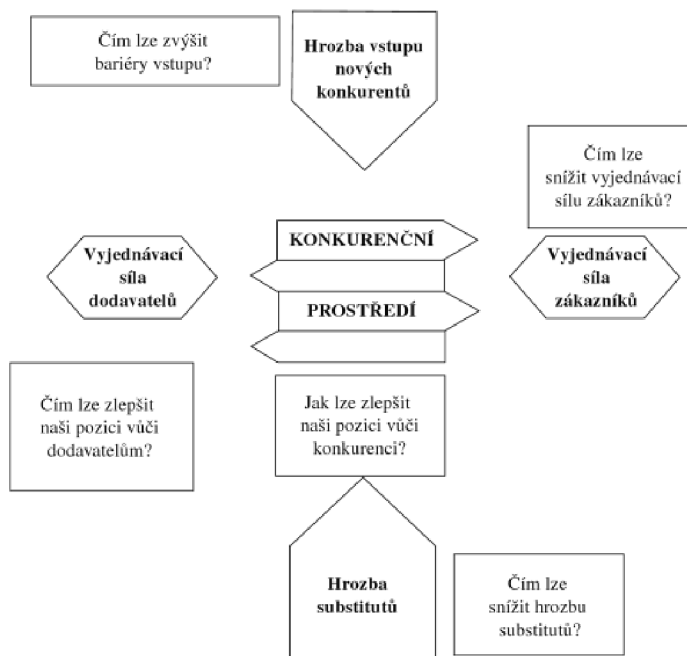 Čím lze zvýšit
bariéry vstupu?
Hrozba vstupu
nových
konkurentů
Čím lze
snížit vyjednávací
sílu zákazníků?
Vyjednávací
síla
dodavatelů
KONKURENČNÍ
PROSTŘEDÍ
Vyjednávací
síla
zákazníků
Čím lze zlepšit
naši pozici vůči
dodavatelům?
Jak lze zlepšit
naši pozici vůči
konkurenci?
Hrozba
substitutů
Čím lze
snížit hrozbu
substitutů?